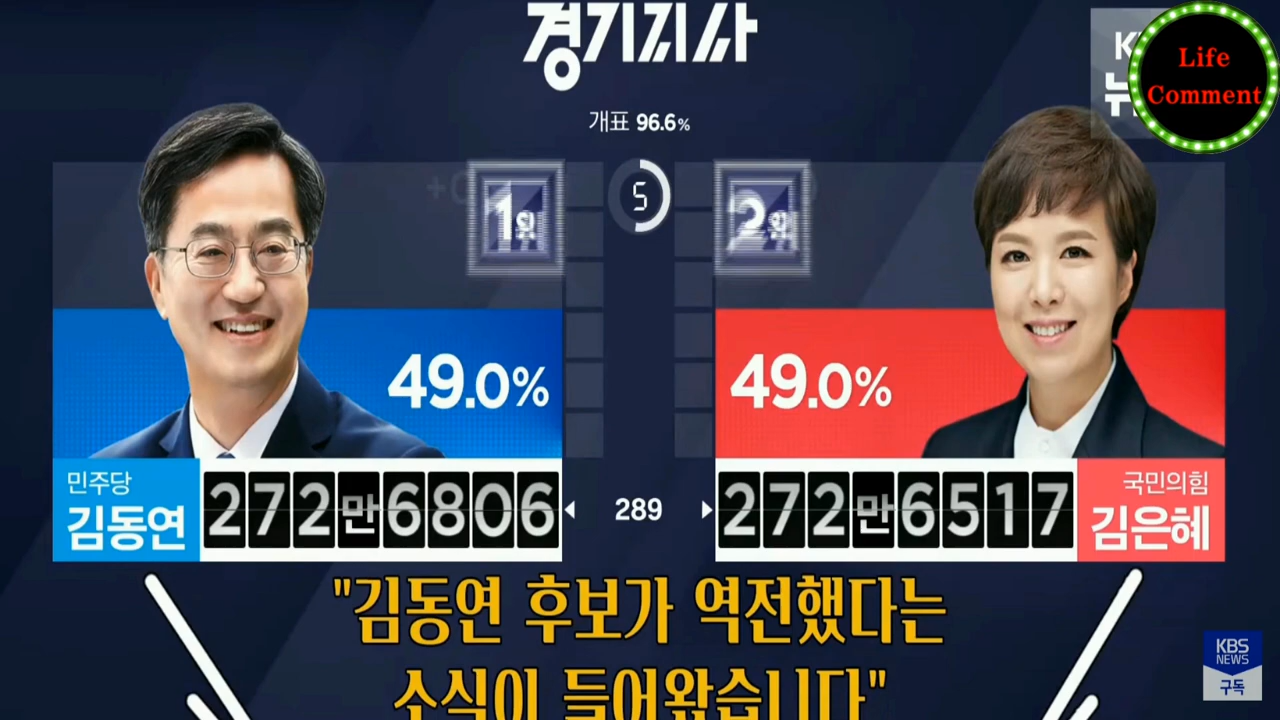 경기지사
개표 96.6%
Life
Comment
1위
5
2위
49.0%
49.0%
민주당
김동연
272만6806
289
272만6517
국민의힘
김은혜
"김동연 후보가 역전했다는
소식이 들어왔습니다"
KBS
NEWS
구독